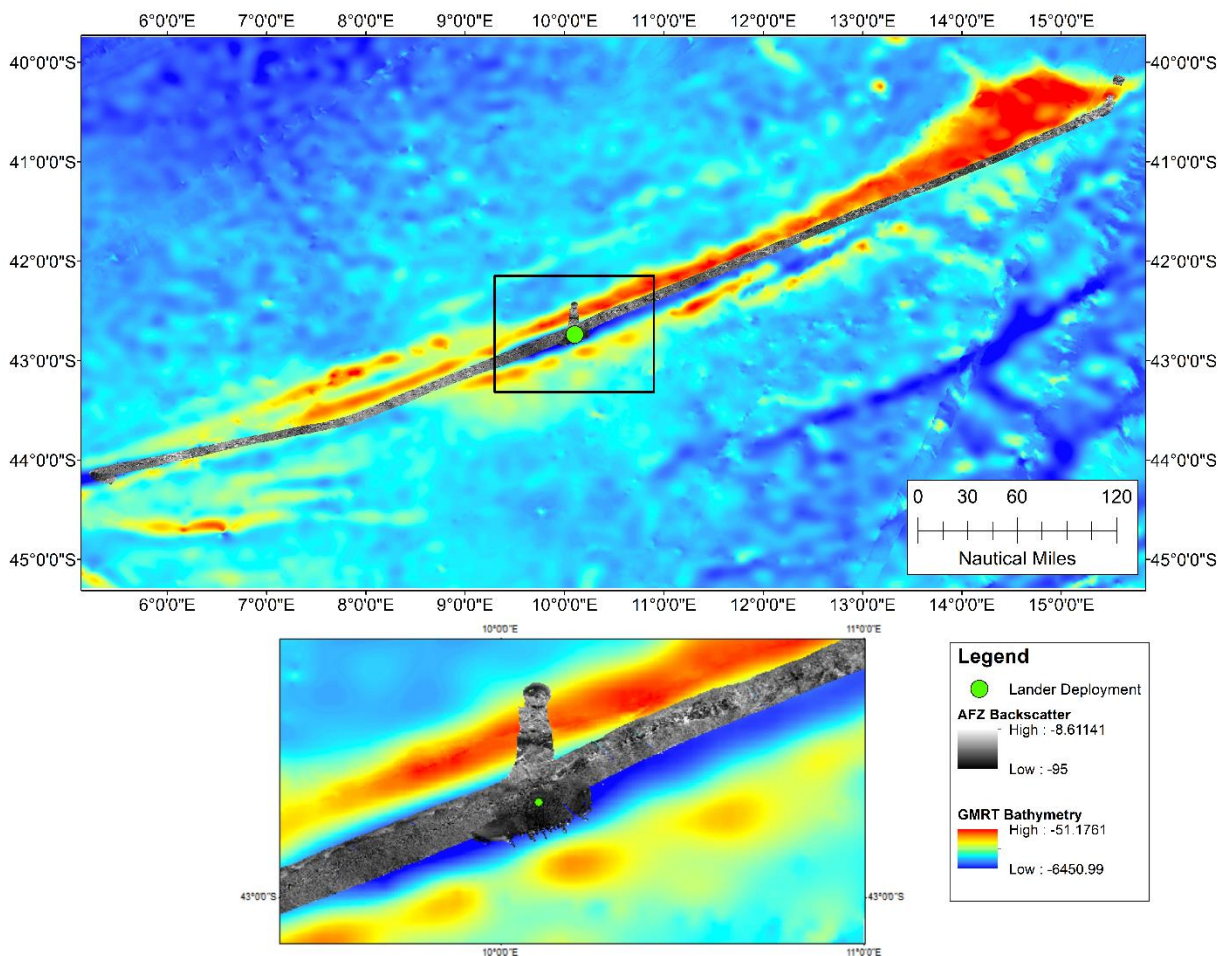 6°0'0"E 7°0'0"E 8°0'0"E 9°0'0"E 10°0'0"E 11°0'0"E 12°0'0"E 13°0'0"E 14°0'0"E 15°0'0"E
40°0'0"S 40°0'0"S
41°0'0"S 41°0'0"S
42°0'0"S 42°0'0"S
43°0'0"S 43°0'0"S
44°0'0"S 44°0'0"S
0 30 60 120
Nautical Miles
45°0'0"S 45°0'0"S
6°0'0"E 7°0'0"E 8°0'0"E 9°0'0"E 10°0'0"E 11°0'0"E 12°0'0"E 13°0'0"E 14°0'0"E 15°0'0"E
10°0'0"E 11°0'0"E
43°0'0"S 43°0'0"S
10°0'0"E 11°0'0"E
Legend
Lander Deployment
AFZ Backscatter
High : -8.61141
Low : -95
GMRT Bathymetry
High : -51.1761
Low : -6450.99